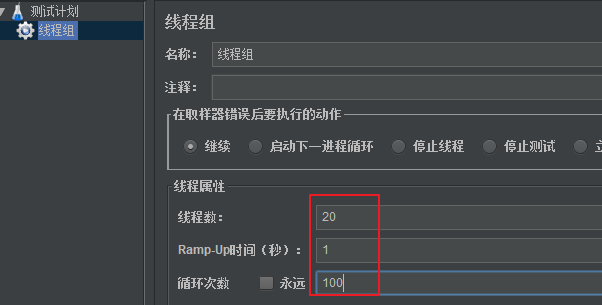 测试计划
线程组
线程组
名称： 线程组
注释：
在取样器错误后要执行的动作
继续 启动下一进程循环 停止线程 停止测试
线程属性
线程数： 20
Ramp-Up时间（秒）： 1
循环次数 永远 100